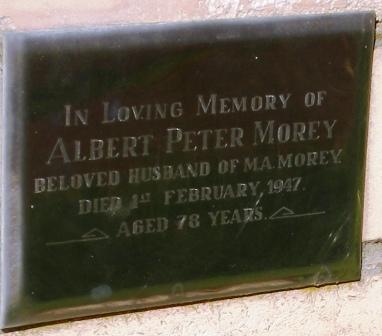 IN LOVING MEMORY OF
ALBERT PETER MOREY
BELOVED HUSBAND OF M.A. MOREY.
DIED 1ST FEBRUARY, 1947.
AGED 78 YEARS.